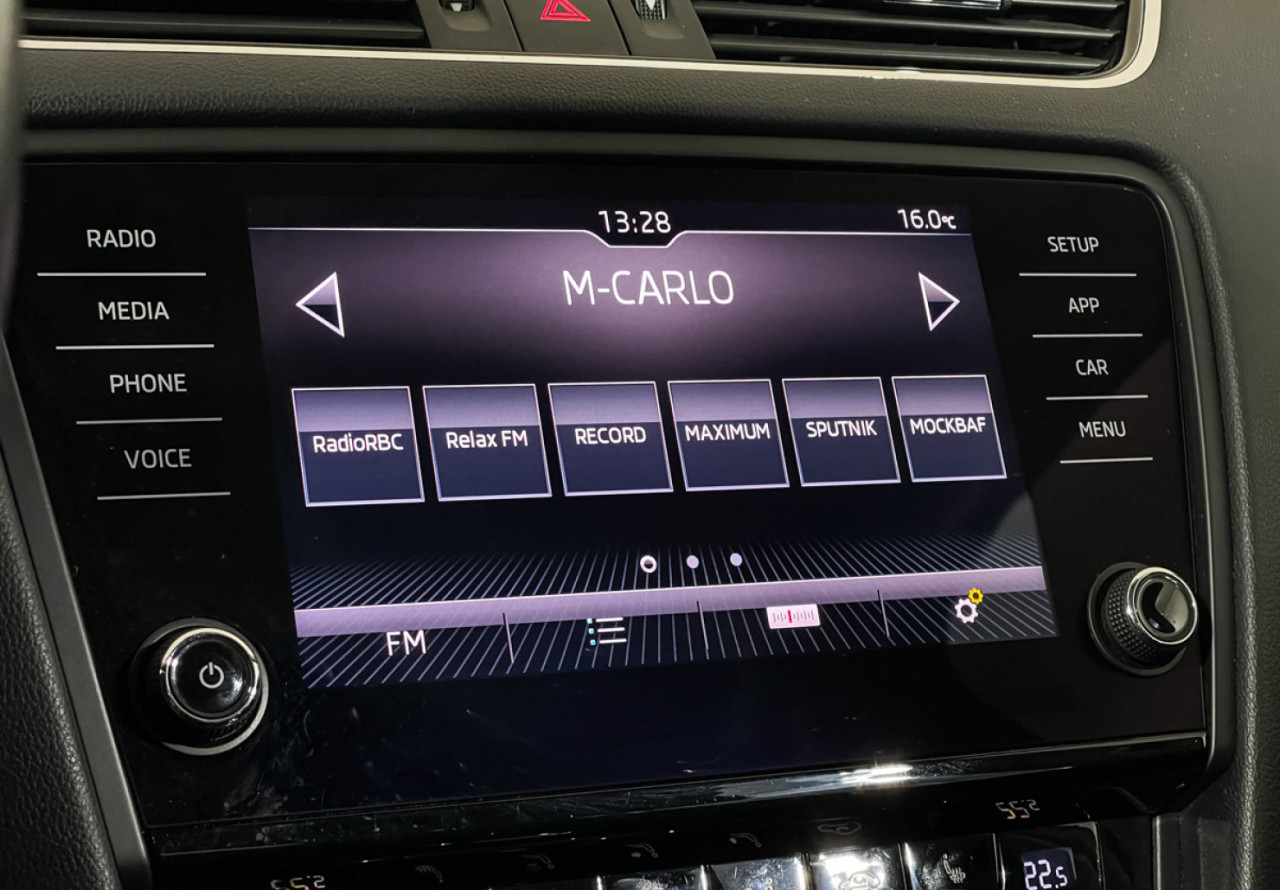 13:28
16.0°C
RADIO
MEDIA
PHONE
VOICE
M-CARLO
RadioRBC
Relax FM
RECORD
MAXIMUM
SPUTNIK
MOCKBAF
FM
SETUP
APP
CAR
MENU
22.5